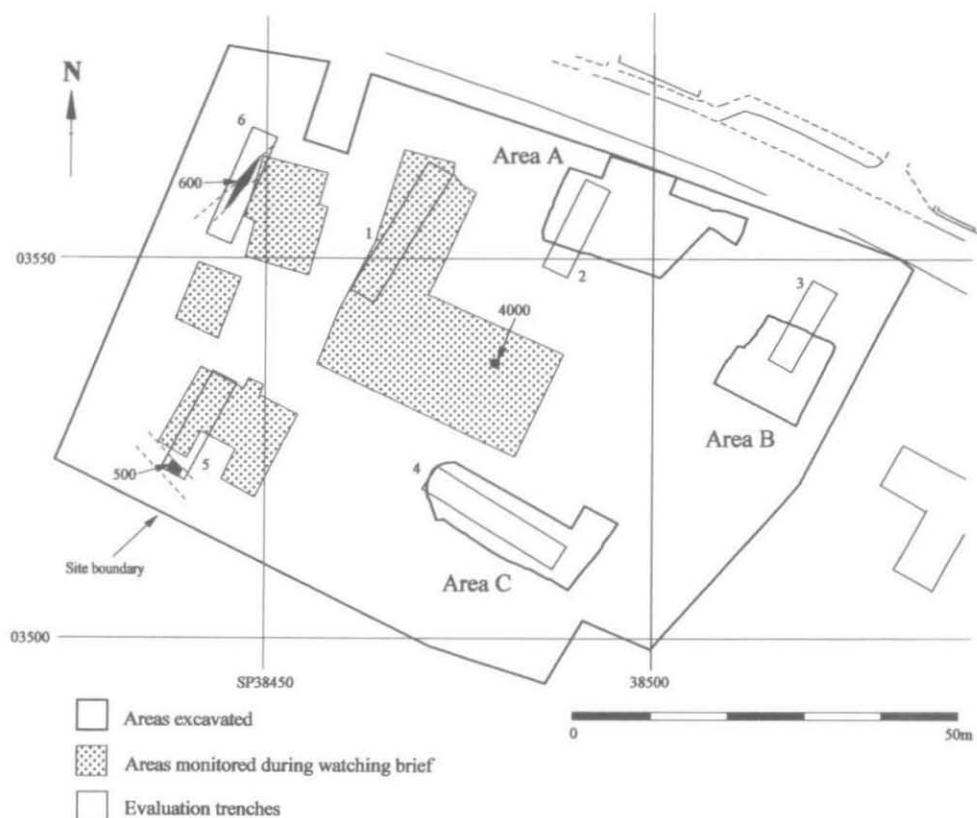 N
6
600
Area A
1
2
03550
3
4000
Area B
4
5
500
Site boundary
Area C
03500
SP38450
38500
Areas excavated
0
50m
Areas monitored during watching brief
Evaluation trenches